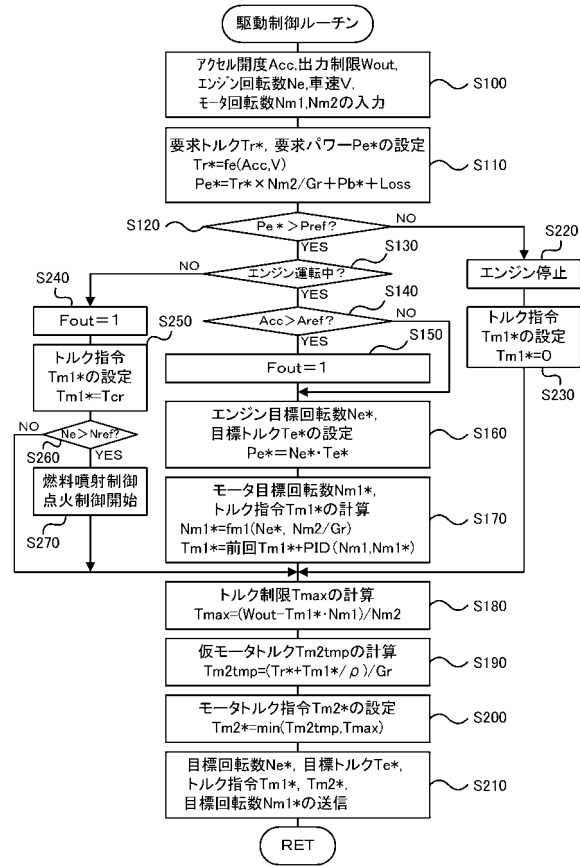 駆動制御ルーチン
アクセル開度Acc,出力制限Wout,
エンジン回転数Ne,車速V,
モータ回転数Nm1,Nm2の入力
S100
要求トルクTr*,要求パワーPe*の設定
Tr*=fe(Acc,V)
Pe*=Tr*×Nm2/Gr+Pb*+Loss
S110
S120
Pe*>Pref?
NO
YES
S130
エンジン運転中?
NO
YES
S140
Acc>Aref?
NO
YES
S150
Fout=1
S220
エンジン停止
トルク指令
Tm1*の設定
Tm1*=0
S230
S240
Fout=1
S250
トルク指令
Tm1*の設定
Tm1*=Tcr
NO
Ne>Nref?
S260
YES
燃料噴射制御
点火制御開始
S270
エンジン目標回転数Ne*,
目標トルクTe*の設定
Pe*=Ne*・Te*
S160
モータ目標回転数Nm1*,
トルク指令Tm1*の計算
Nm1*=fm1(Ne*, Nm2/Gr)
Tm1*=前回Tm1*+PID(Nm1,Nm1*)
S170
トルク制限Tmaxの計算
Tmax=(Wout-Tm1*・Nm1)/Nm2
S180
仮モータトルクTm2tmpの計算
Tm2tmp=(Tr*+Tm1*/ρ)/Gr
S190
モータトルク指令Tm2*の設定
Tm2*=min(Tm2tmp,Tmax)
S200
目標回転数Ne*,目標トルクTe*,
トルク指令Tm1*,Tm2*,
目標回転数Nm1*の送信
S210
RET